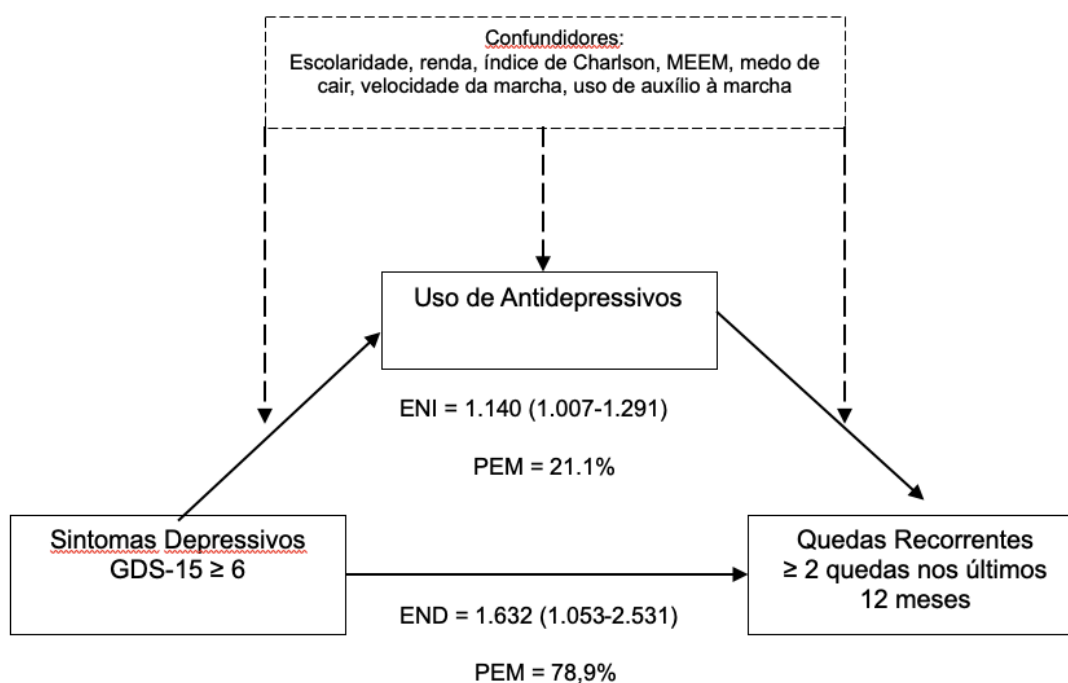 Confundidores:
Escolaridade, renda, índice de Charlson, MEEM, medo de
cair, velocidade da marcha, uso de auxílio à marcha
Uso de Antidepressivos
ENI = 1.140 (1.007-1.291)
PEM = 21.1%
Sintomas Depressivos
GDS-15 ≥ 6
Quedas Recorrentes
≥ 2 quedas nos últimos
12 meses
END = 1.632 (1.053-2.531)
PEM = 78,9%